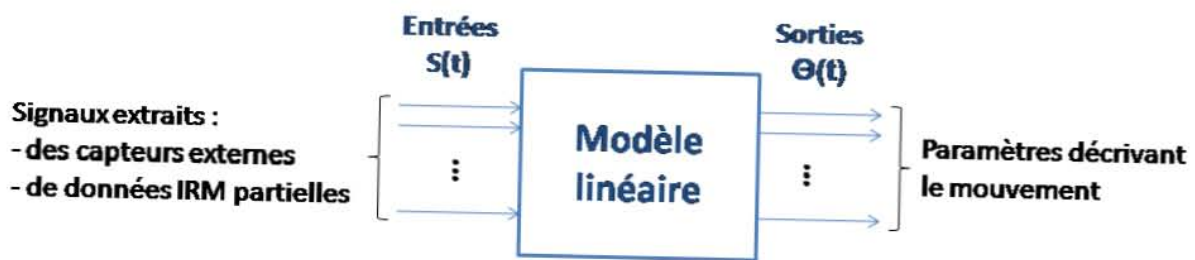 Entrées
S(t)
Sorties
Θ(t)
Signaux extraits :
- des capteurs externes
- de données IRM partielles
Modèle
linéaire
Paramètres décrivant
le mouvement